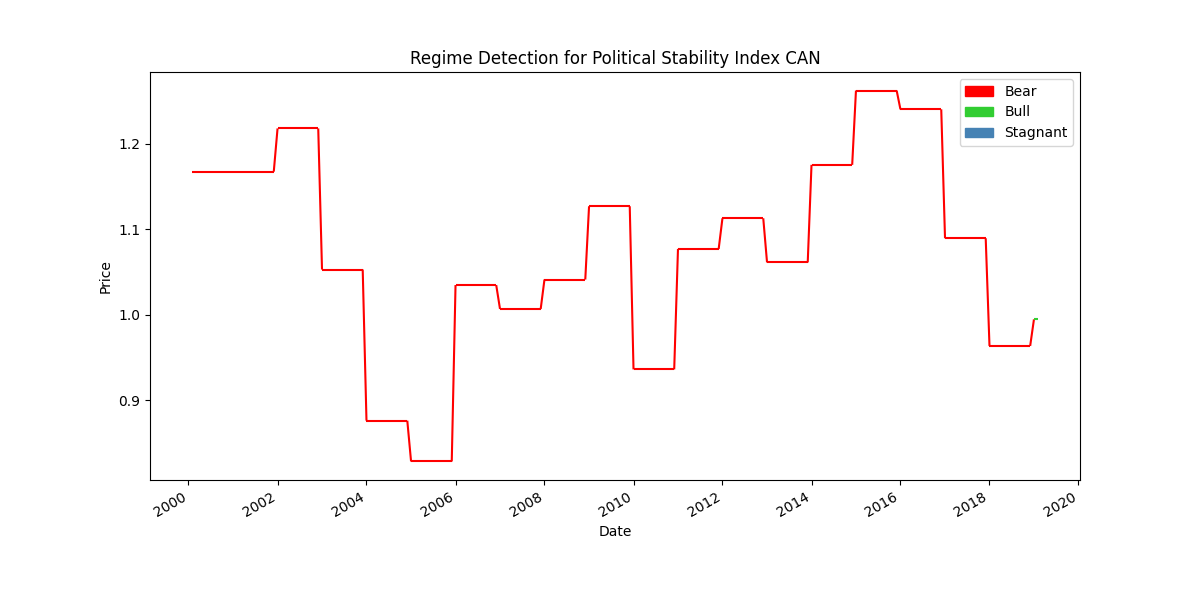 Regime Detection for Political Stability Index CAN
Bear
Bull
Stagnant
Price
1.2
1.1
1.0
0.9
2000
2002
2004
2006
2008
2010
2012
2014
2016
2018
2020
Date